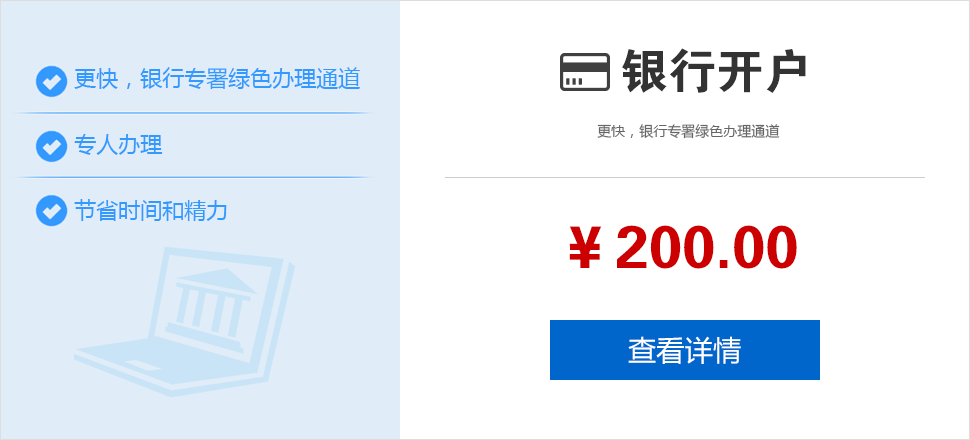 更快，银行专署绿色办理通道
专人办理
节省时间和精力
银行开户
更快，银行专署绿色办理通道
¥ 200.00
查看详情